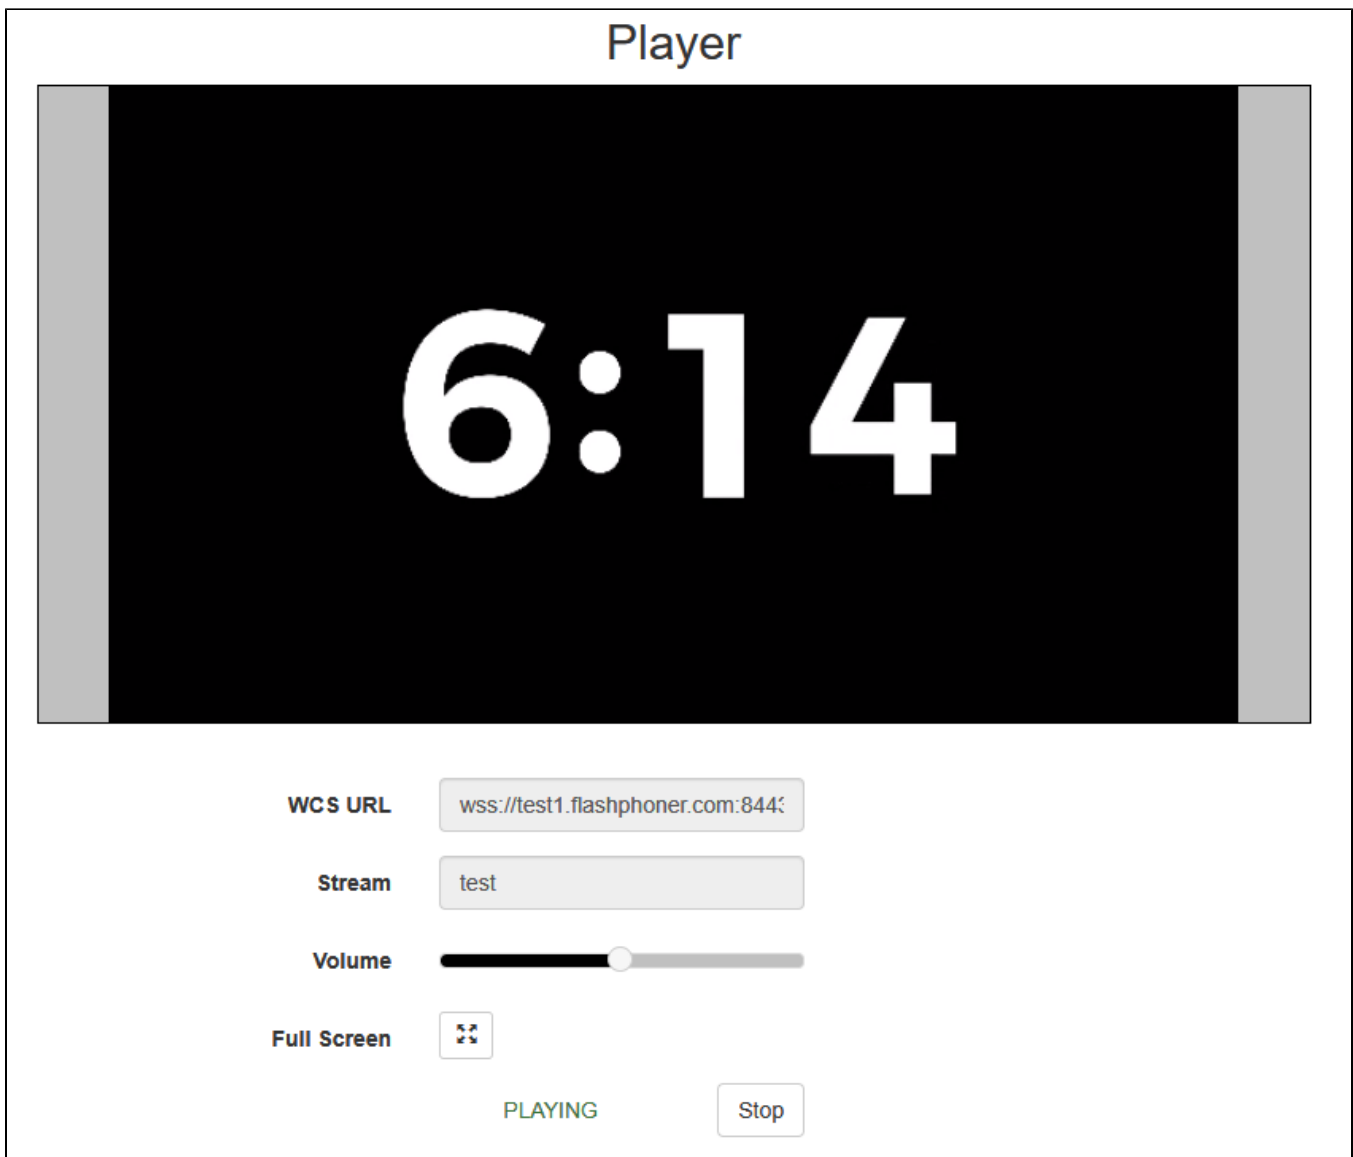 Player
6:14
WCS URL wss://test1.flashphoner.com:844
Stream test
Volume
Full Screen
PLAYING Stop